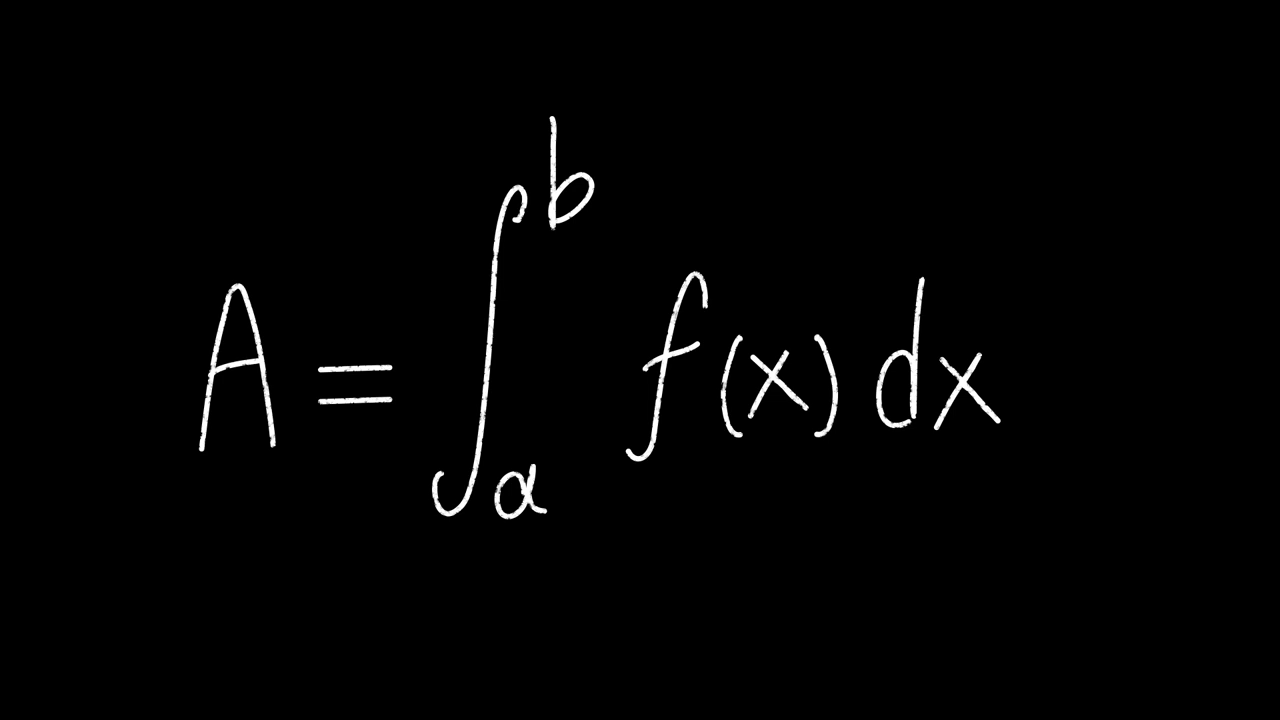 A = ∫_a^b f(x) dx